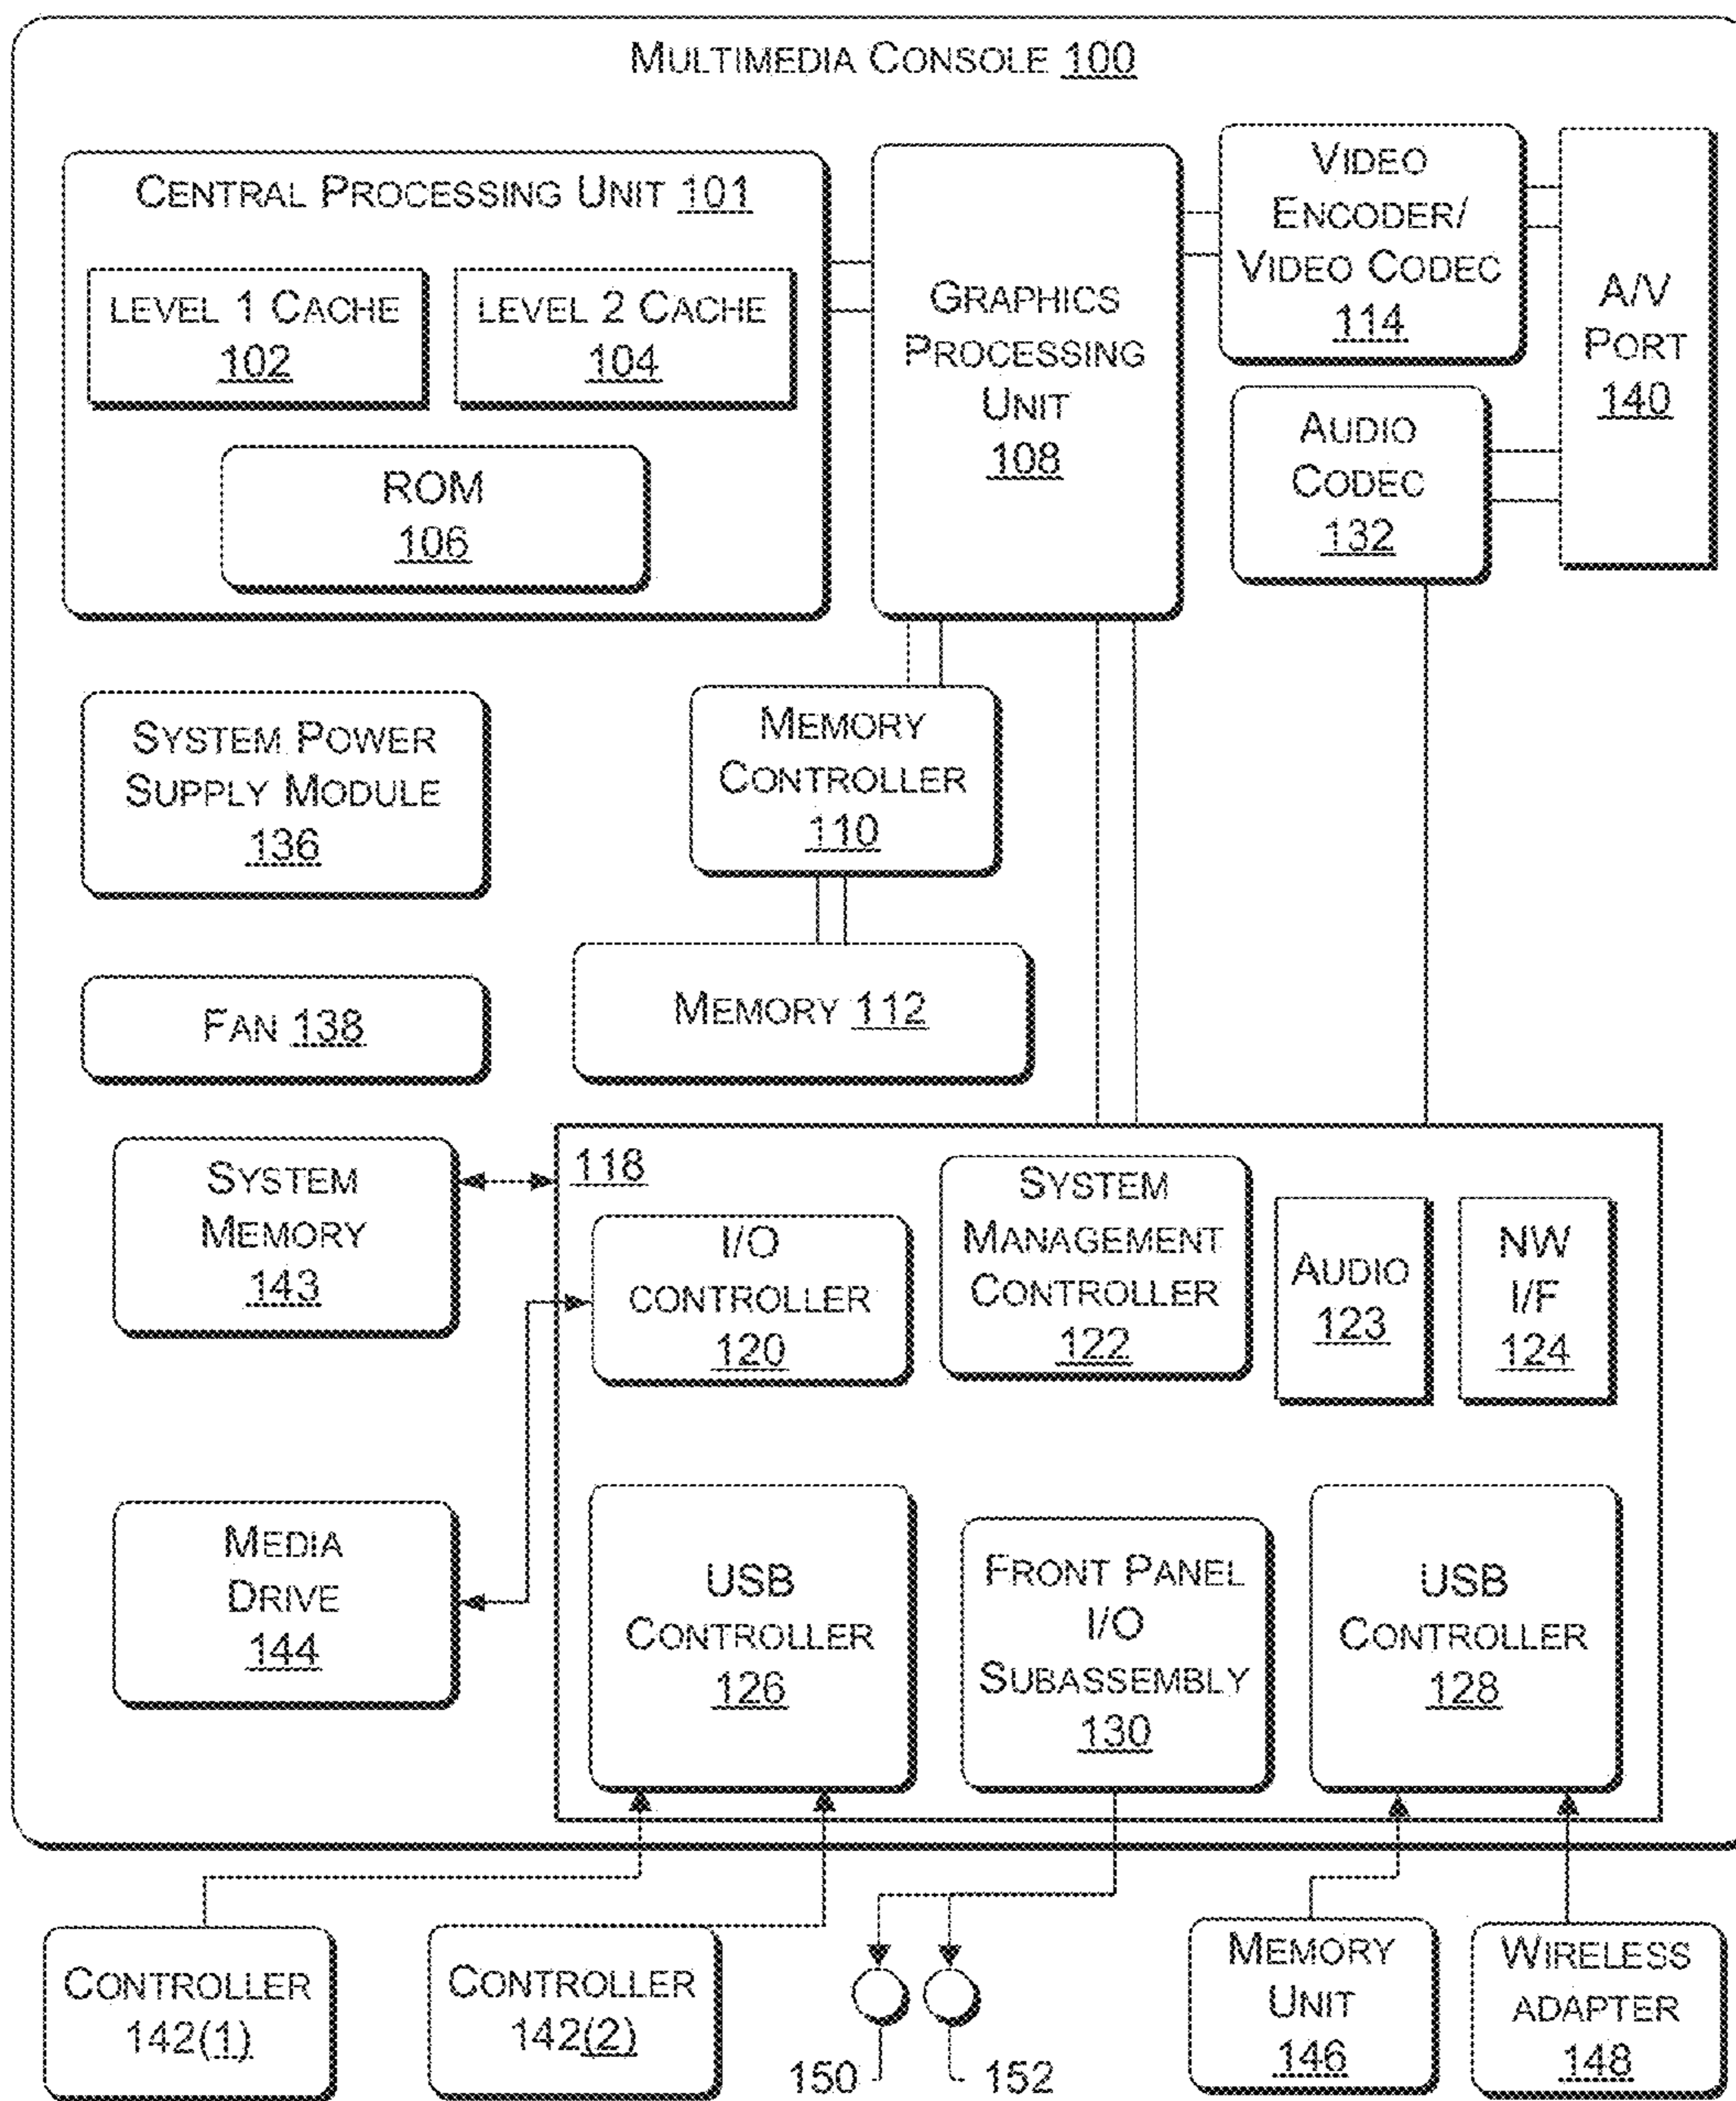 MULTIMEDIA CONSOLE 100
CENTRAL PROCESSING UNIT 101
LEVEL 1 CACHE
102
LEVEL 2 CACHE
104
ROM
106
GRAPHICS
PROCESSING
UNIT
108
VIDEO
ENCODER/
VIDEO CODEC
114
AUDIO
CODEC
132
A/V
PORT
140
SYSTEM POWER
SUPPLY MODULE
136
MEMORY
CONTROLLER
110
FAN 138
MEMORY 112
SYSTEM
MEMORY
143
118
I/O
CONTROLLER
120
SYSTEM
MANAGEMENT
CONTROLLER
122
AUDIO
123
NW
I/F
124
MEDIA
DRIVE
144
USB
CONTROLLER
126
FRONT PANEL
I/O
SUBASSEMBLY
130
USB
CONTROLLER
128
CONTROLLER
142(1)
CONTROLLER
142(2)
150
152
MEMORY
UNIT
146
WIRELESS
ADAPTER
148